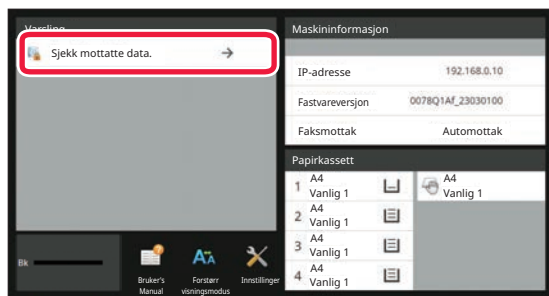 Varsling
Sjekk mottatte data.
Bk
Bruker's
Manual
Forstørr
visningsmodus
Innstillinger
Maskininformasjon
IP-adresse 192.168.0.10
Fastvareversjon 0078Q1Af_23030100
Faksmottak Automottak
Papirkassett
1 A4
Vanlig 1
2 A4
Vanlig 1
3 A4
Vanlig 1
4 A4
Vanlig 1
A4
Vanlig 1